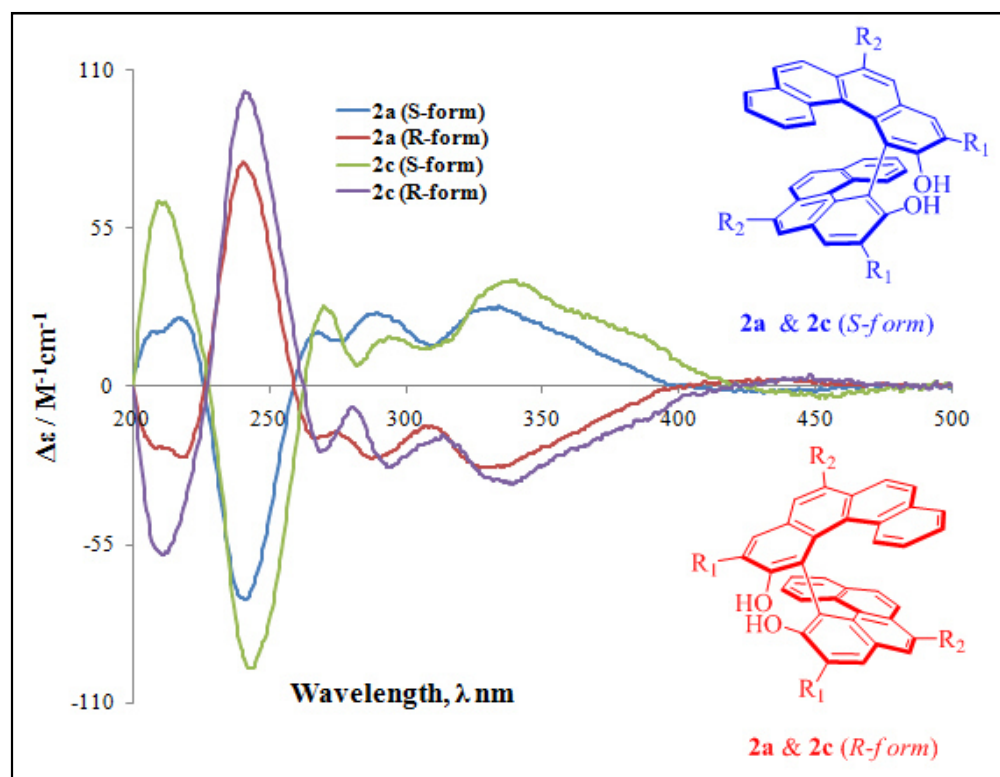 110
55
0
-55
-110
Δε / M⁻¹cm⁻¹
2a (S-form)
2a (R-form)
2c (S-form)
2c (R-form)
200
250
300
350
400
450
500
Wavelength, λ nm
R₂
R₁
OH
OH
R₂
R₁
2a & 2c (S-form)
R₂
R₁
HO
HO
R₂
R₁
2a & 2c (R-form)